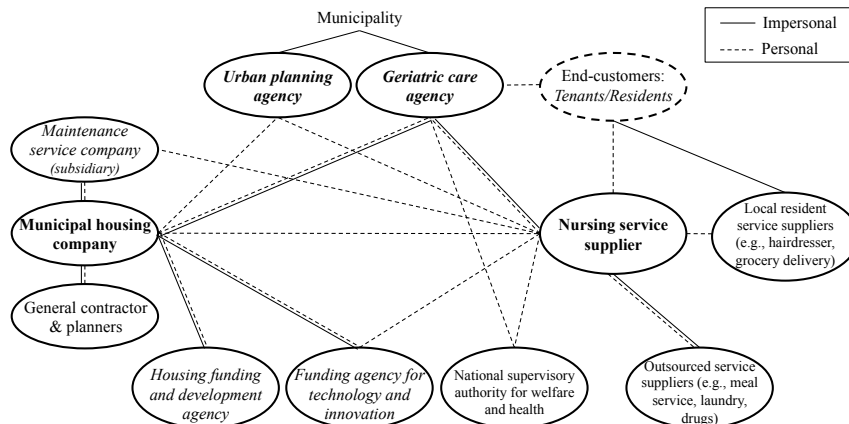 Municipality
Impersonal
Personal
Urban planning
agency
Geriatric care
agency
End-customers:
Tenants/Residents
Maintenance
service company
(subsidiary)
Municipal housing
company
Nursing service
supplier
Local resident
service suppliers
(e.g., hairdresser,
grocery delivery)
General contractor
& planners
Housing funding
and development
agency
Funding agency for
technology and
innovation
National supervisory
authority for welfare
and health
Outsourced service
suppliers (e.g., meal
service, laundry,
drugs)